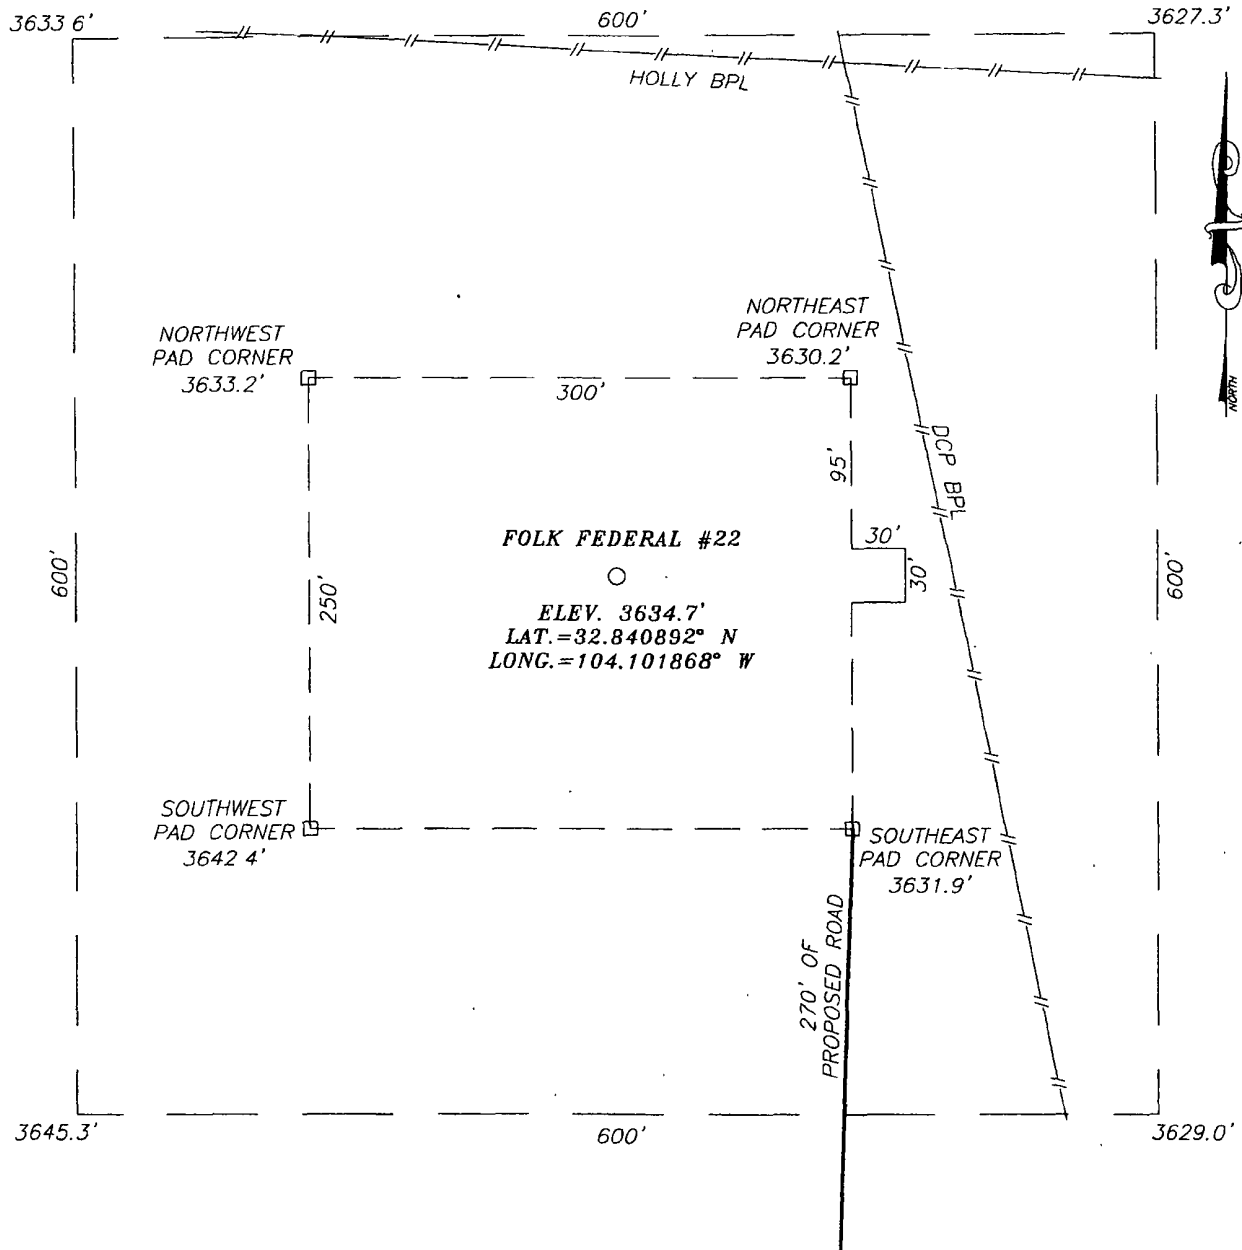 3633 6'
600'
3627.3'
HOLLY BPL
NORTH
NORTHWEST
PAD CORNER
3633.2'
NORTHEAST
PAD CORNER
3630.2'
300'
95'
DCP BPL
FOLK FEDERAL #22
30'
30'
600'
250'
600'
ELEV. 3634.7'
LAT.=32.840892° N
LONG.=104.101868° W
SOUTHWEST
PAD CORNER
3642 4'
SOUTHEAST
PAD CORNER
3631.9'
270' OF
PROPOSED ROAD
3645.3'
600'
3629.0'